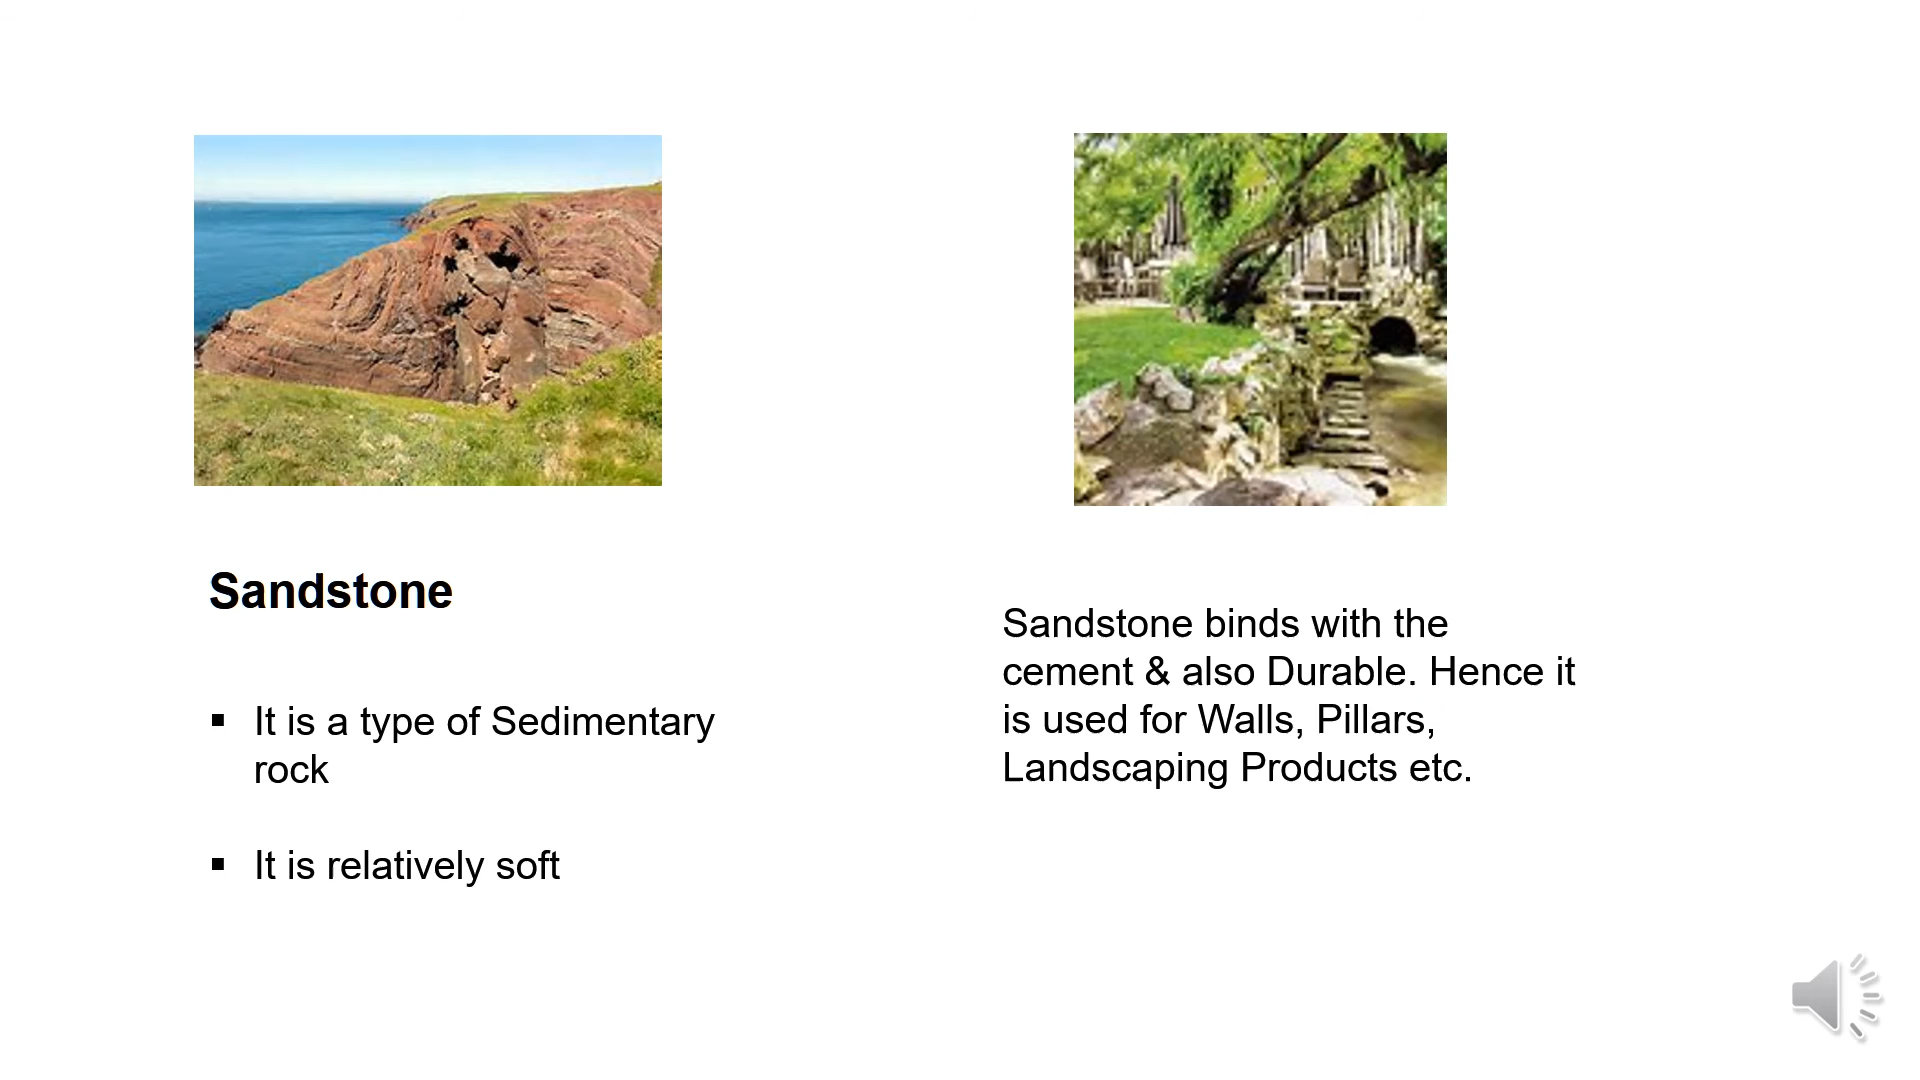 Sandstone
▪ It is a type of Sedimentary
rock
▪ It is relatively soft
Sandstone binds with the
cement & also Durable. Hence it
is used for Walls, Pillars,
Landscaping Products etc.